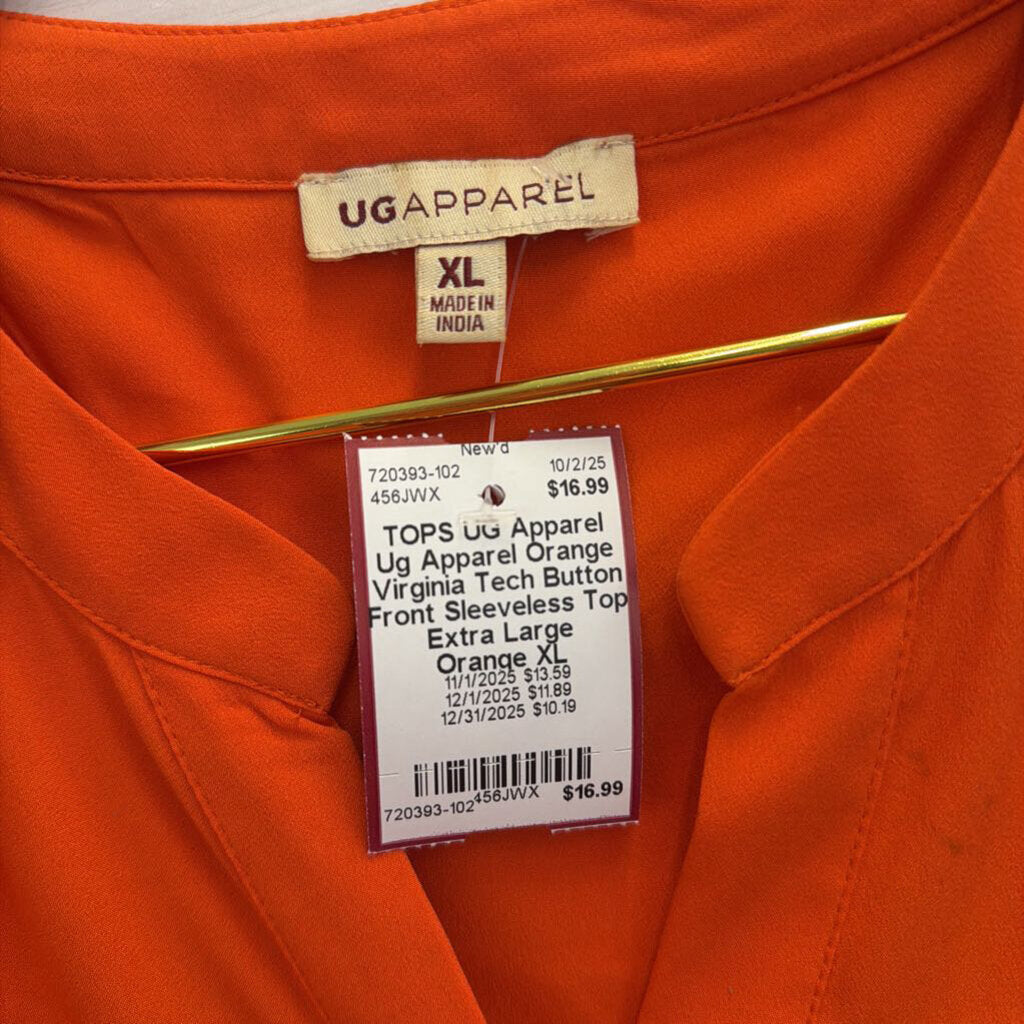 UGAPPAREL
XL
MADE IN
INDIA
New'd
720393-102 10/2/25
456JWX $16.99
TOPS UG Apparel
Ug Apparel Orange
Virginia Tech Button
Front Sleeveless Top
Extra Large
Orange XL
11/1/2025 $13.59
12/1/2025 $11.89
12/31/2025 $10.19
720393-102 456JWX $16.99